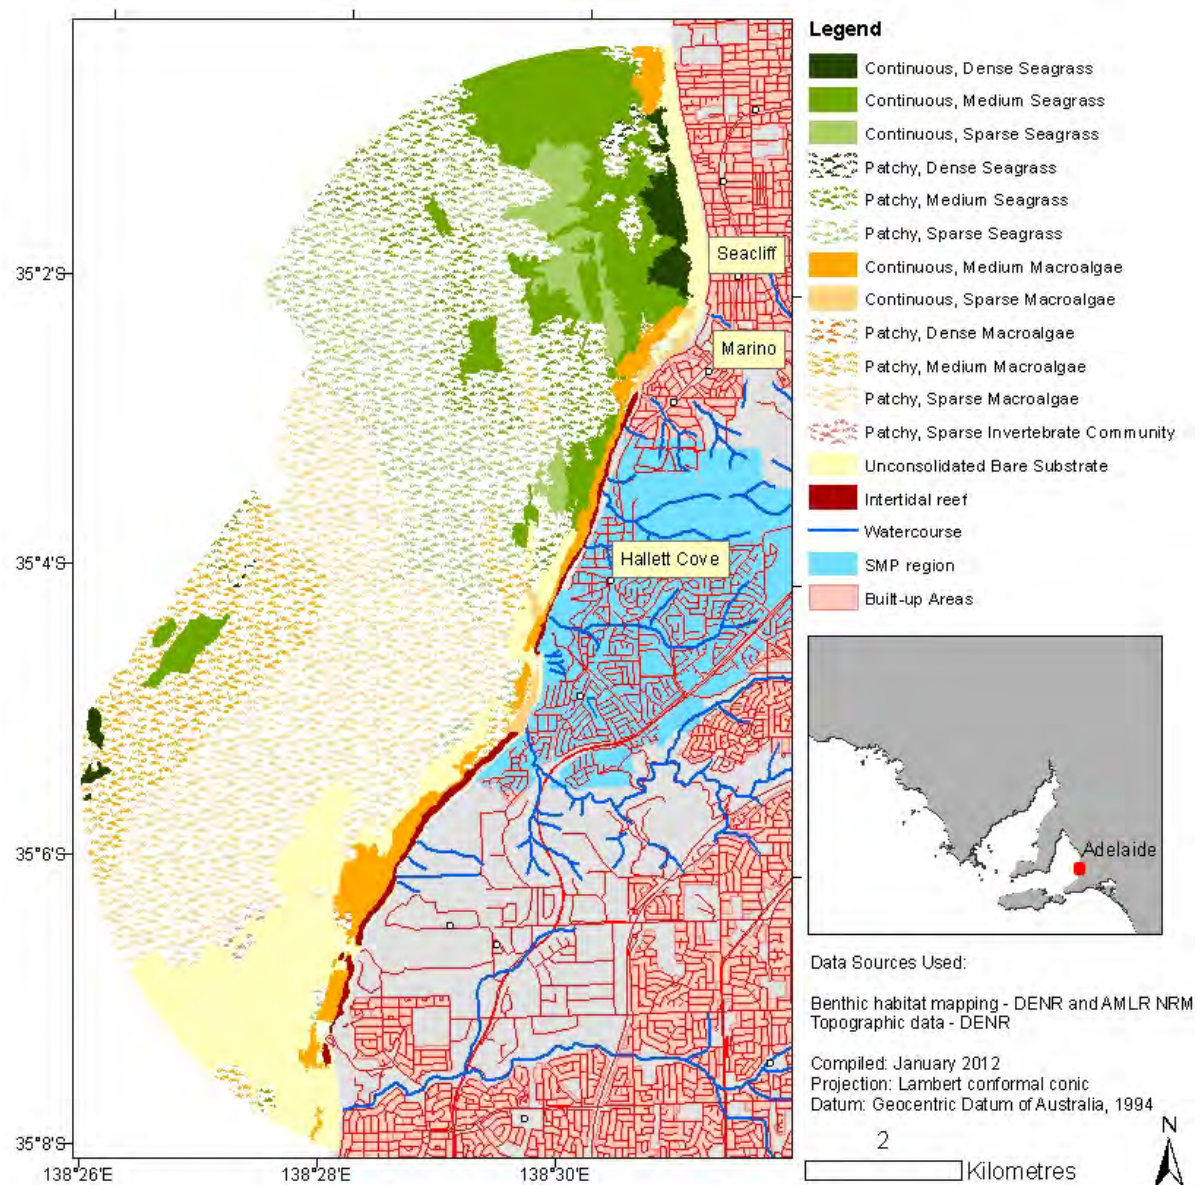 Legend
Continuous, Dense Seagrass
Continuous, Medium Seagrass
Continuous, Sparse Seagrass
Patchy, Dense Seagrass
Patchy, Medium Seagrass
Patchy, Sparse Seagrass
Continuous, Medium Macroalgae
Continuous, Sparse Macroalgae
Patchy, Dense Macroalgae
Patchy, Medium Macroalgae
Patchy, Sparse Macroalgae
Patchy, Sparse Invertebrate Community
Unconsolidated Bare Substrate
Intertidal reef
Watercourse
SMP region
Built-up Areas
Seacliff
Marino
Hallett Cove
35°2'S
35°4'S
35°6'S
35°8'S
138°26'E
138°28'E
138°30'E
Adelaide
Data Sources Used:
Benthic habitat mapping - DENR and AMLR NRM
Topographic data - DENR
Compiled: January 2012
Projection: Lambert conformal conic
Datum: Geocentric Datum of Australia, 1994
2
Kilometres
N